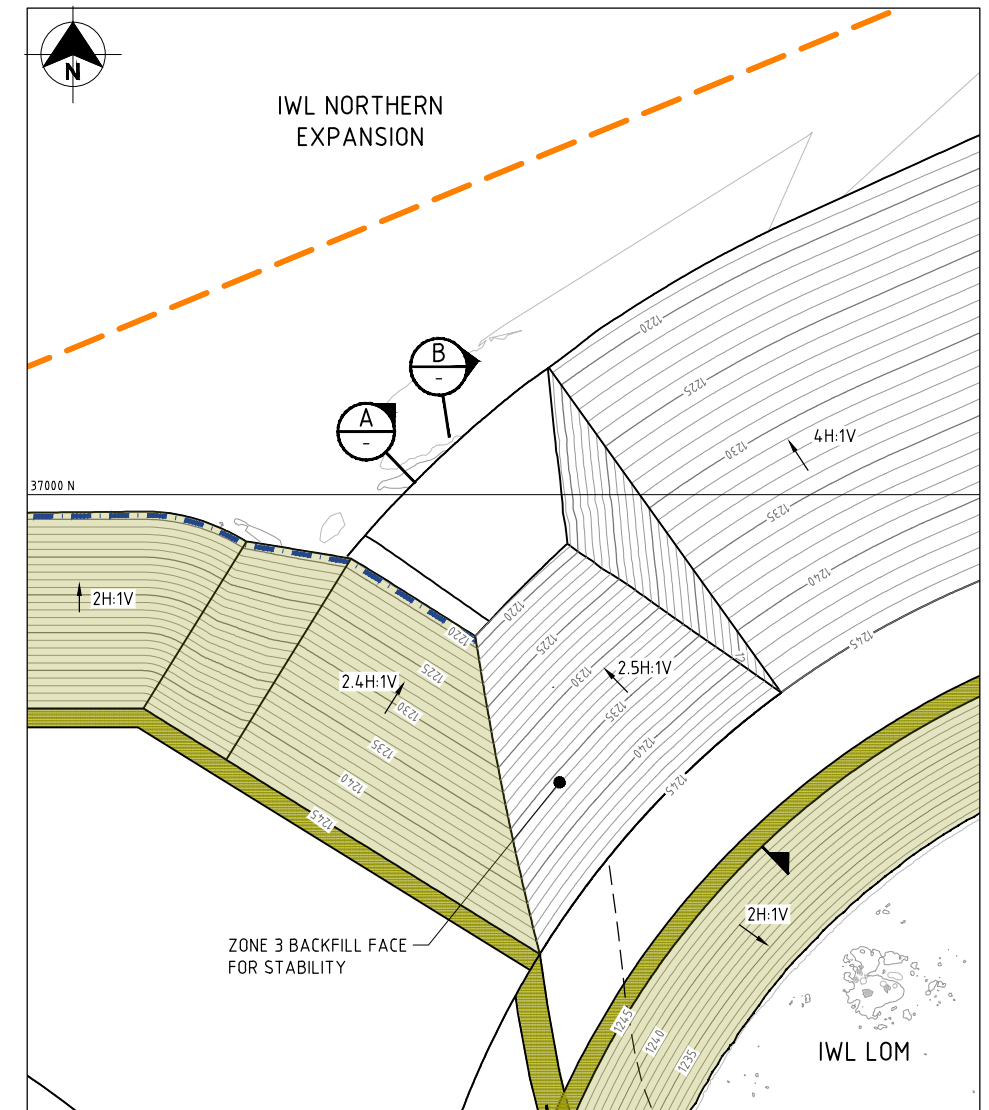 N
IWL NORTHERN
EXPANSION
1220
B
-
1225
A
-
4H:1V
1230
37000 N
1235
1240
2H:1V
1220
1220
1225
1245
1225
1230
2.5H:1V
2.4H:1V
1230
1235
1235
1240
1240
1245
1245
2H:1V
ZONE 3 BACKFILL FACE
FOR STABILITY
1245
1240
1235
IWL LOM